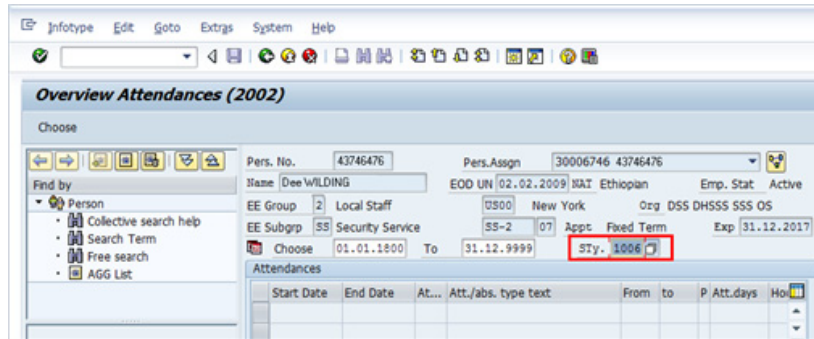 Infotype Edit Goto Extras System Help
Overview Attendances (2002)
Choose
Find by
Person
Collective search help
Search Term
Free search
AGG List
Pers. No. 43746476 Pers.Assgn 30006746 43746476
Name Dee WILDING EOD UN 02.02.2009 NAT Ethiopian Emp. Stat Active
EE Group 2 Local Staff US00 New York Org DSS DHSSS SSS OS
EE Subgrp SS Security Service SS-2 07 Appt Fixed Term Exp 31.12.2017
Choose 01.01.1800 To 31.12.9999 STy. 1006
Attendances
Start Date End Date At... Att./abs. type text From to P Att.days Hou